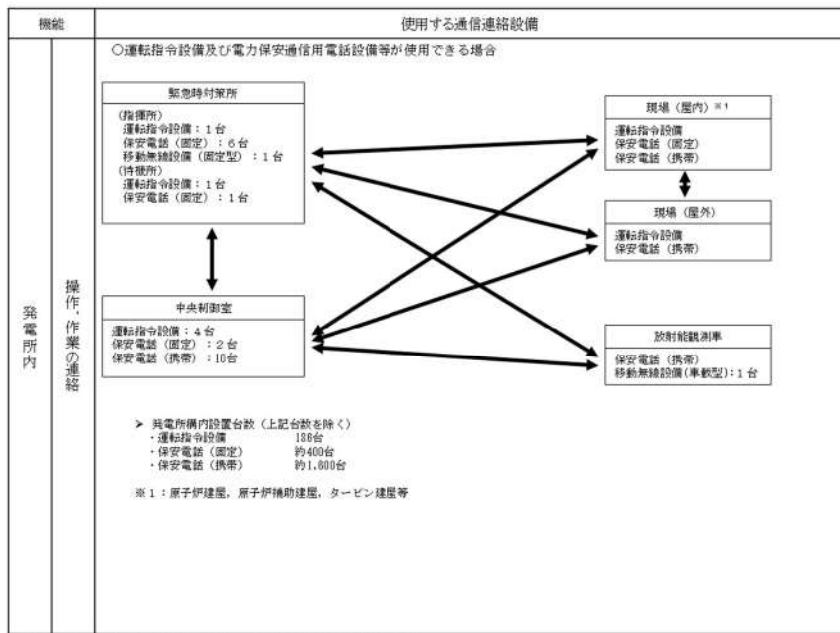 機能
使用する通信連絡設備
発電所内
操作，作業の連絡
○運転指令設備及び電力保安通信用電話設備等が使用できる場合
緊急時対策所
(指揮所)
運転指令設備：1台
保安電話（固定）：6台
移動無線設備（固定型）：1台
(待機所)
運転指令設備：1台
保安電話（固定）：1台
中央制御室
運転指令設備：4台
保安電話（固定）：2台
保安電話（携帯）：10台
現場（屋内）※1
運転指令設備
保安電話（固定）
保安電話（携帯）
現場（屋外）
運転指令設備
保安電話（携帯）
放射能観測車
保安電話（携帯）
移動無線設備(車載型)：1台
➤ 発電所構内設置台数（上記台数を除く）
・運転指令設備 186台
・保安電話（固定） 約400台
・保安電話（携帯） 約1,600台
※1：原子炉建屋，原子炉補助建屋，タービン建屋等